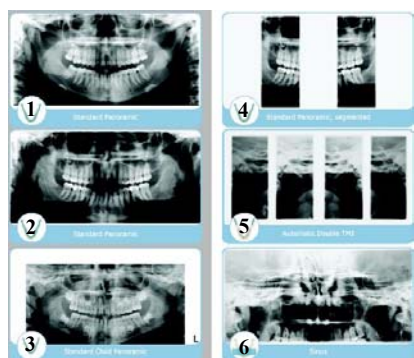 1
Standard Panoramic
2
Standard Panoramic
3
L
Standard Child Panoramic
4
Standard Panoramic, segmented
5
Automatic Double TMJ
6
Sinus